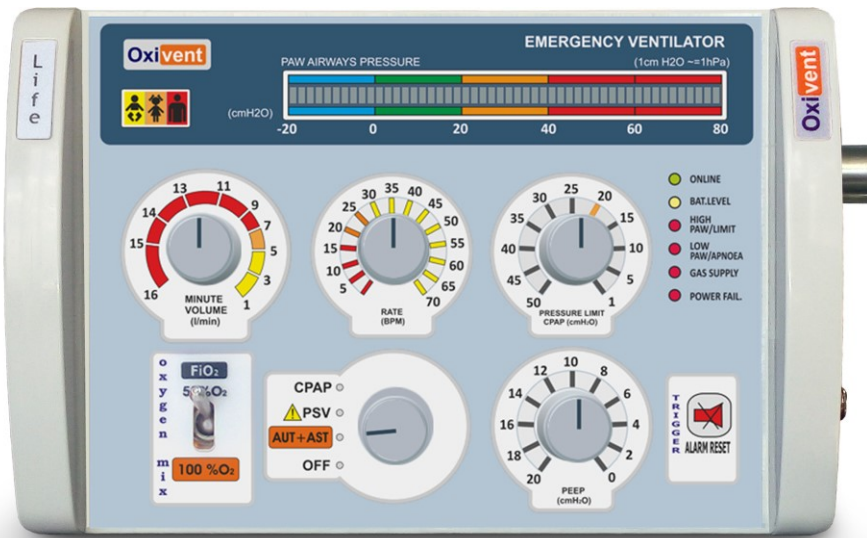 Life
Oxivent
EMERGENCY VENTILATOR
Oxivent
PAW AIRWAYS PRESSURE
(1cm H2O ~=1hPa)
(cmH2O)
-20 0 20 40 60 80
13 11
14 9
15 7
5
3
16 1
MINUTE
VOLUME
(l/min)
30 35 40
25 45
20 50
15 55
10 60
5 65
70
RATE
(BPM)
30 25 20
35 15
40 10
45 5
50 1
PRESSURE LIMIT
CPAP (cmH2O)
ONLINE
BAT.LEVEL
HIGH
PAW/LIMIT
LOW
PAW/APNOEA
GAS SUPPLY
POWER FAIL.
oxygen mix
FiO2
%O2
100 %O2
CPAP
PSV
AUT+AST
OFF
12 10 8
14 6
16 4
18 2
20 0
PEEP
(cmH2O)
TRIGGER
ALARM RESET